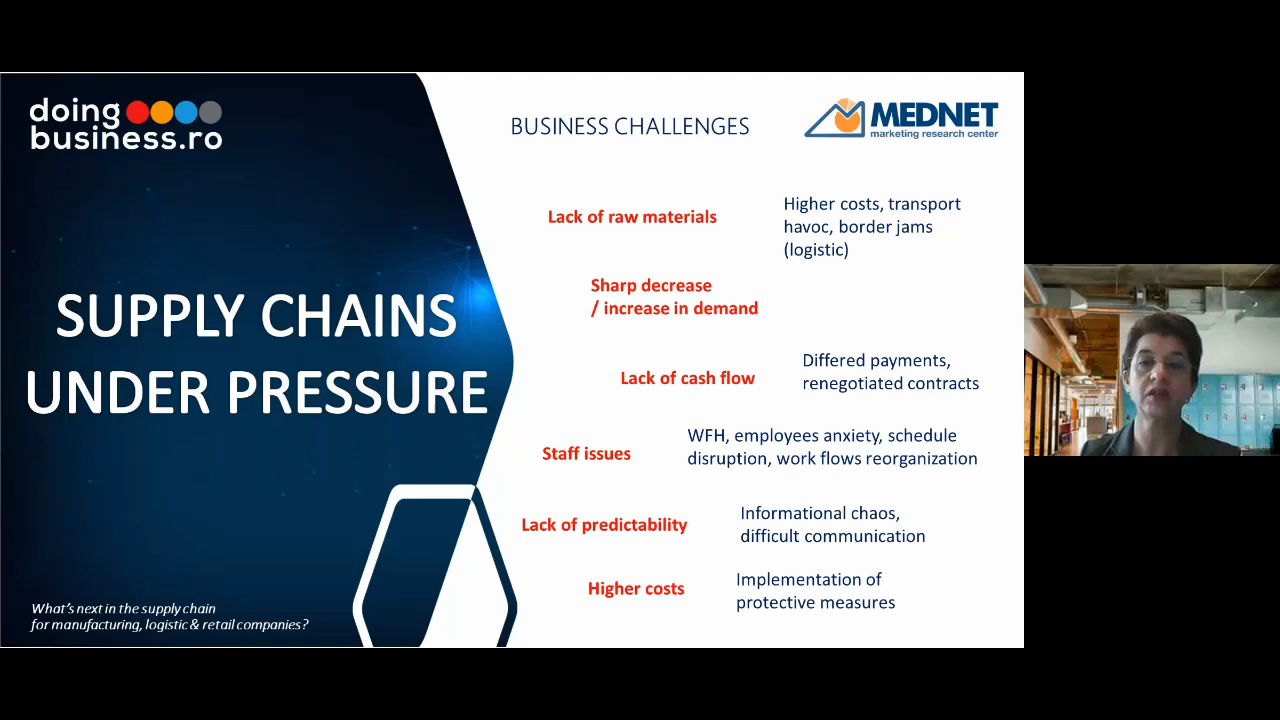 doing
business.ro
SUPPLY CHAINS
UNDER PRESSURE
What's next in the supply chain
for manufacturing, logistic & retail companies?
BUSINESS CHALLENGES
MEDNET
marketing research center
Lack of raw materials
Higher costs, transport
havoc, border jams
(logistic)
Sharp decrease
/ increase in demand
Lack of cash flow
Differed payments,
renegotiated contracts
Staff issues
WFH, employees anxiety, schedule
disruption, work flows reorganization
Lack of predictability
Informational chaos,
difficult communication
Higher costs
Implementation of
protective measures